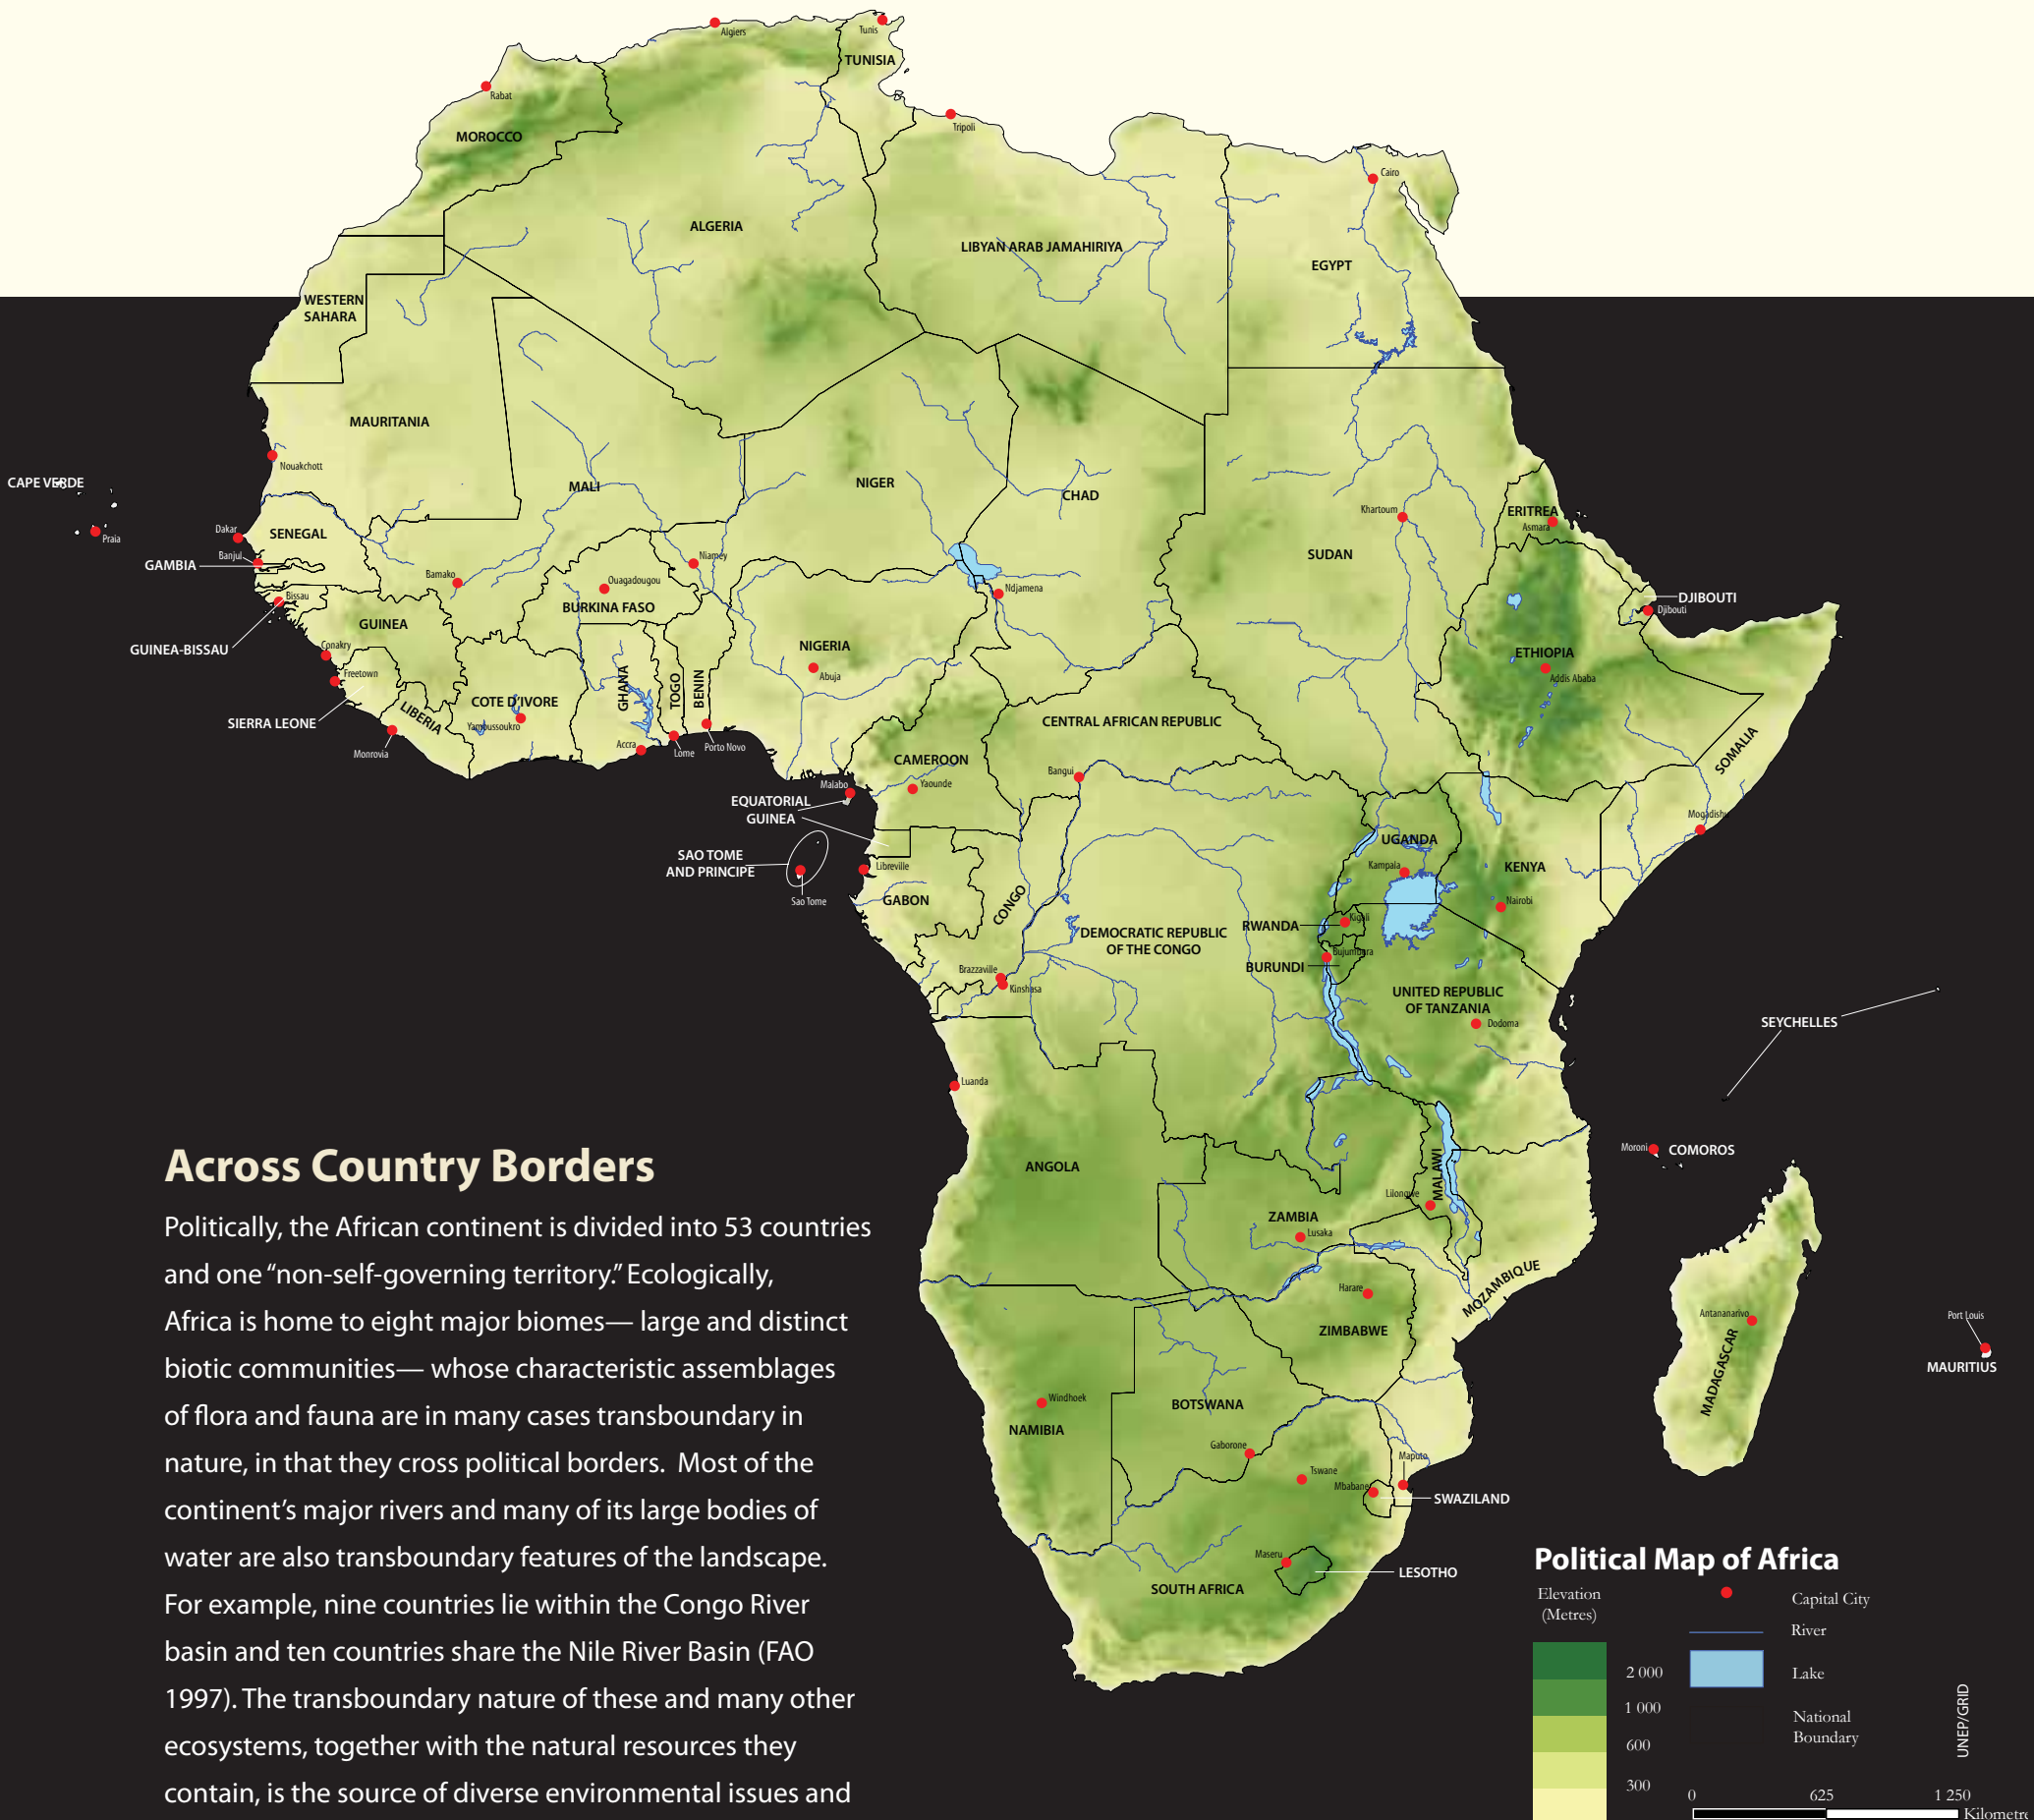 Algiers
Tunis
TUNISIA
Rabat
Tripoli
MOROCCO
Cairo
ALGERIA
LIBYAN ARAB JAMAHIRIYA
EGYPT
WESTERN
SAHARA
MAURITANIA
Nouakchott
CAPE VERDE
Praia
MALI
NIGER
CHAD
Khartoum
ERITREA
Asmara
Dakar
SENEGAL
Banjul
GAMBIA
SUDAN
Niamey
Bamako
Ouagadougou
BURKINA FASO
Ndjamena
Bissau
GUINEA
GUINEA-BISSAU
DJIBOUTI
Djibouti
Conakry
NIGERIA
Abuja
ETHIOPIA
Addis Ababa
Freetown
SIERRA LEONE
LIBERIA
Monrovia
COTE D'IVORE
Yamoussoukro
GHANA
TOGO
BENIN
Accra
Lome
Porto Novo
CENTRAL AFRICAN REPUBLIC
SOMALIA
CAMEROON
Yaounde
Bangui
Malabo
EQUATORIAL
GUINEA
Mogadishu
UGANDA
Kampala
KENYA
Nairobi
SAO TOME
AND PRINCIPE
Sao Tome
Libreville
GABON
CONGO
DEMOCRATIC REPUBLIC
OF THE CONGO
RWANDA
Kigali
BURUNDI
Bujumbura
Brazzaville
Kinshasa
UNITED REPUBLIC
OF TANZANIA
Dodoma
SEYCHELLES
Luanda
Moroni
COMOROS
ANGOLA
MALAWI
Lilongwe
ZAMBIA
Lusaka
Harare
MOZAMBIQUE
ZIMBABWE
Antananarivo
MADAGASCAR
Port Louis
MAURITIUS
Windhoek
NAMIBIA
BOTSWANA
Gaborone
Tswane
Maputo
Mbabane
SWAZILAND
Maseru
LESOTHO
SOUTH AFRICA
Across Country Borders
Politically, the African continent is divided into 53 countries
and one “non-self-governing territory.” Ecologically,
Africa is home to eight major biomes— large and distinct
biotic communities— whose characteristic assemblages
of flora and fauna are in many cases transboundary in
nature, in that they cross political borders.  Most of the
continent’s major rivers and many of its large bodies of
water are also transboundary features of the landscape.
For example, nine countries lie within the Congo River
basin and ten countries share the Nile River Basin (FAO
1997). The transboundary nature of these and many other
ecosystems, together with the natural resources they
contain, is the source of diverse environmental issues and
Political Map of Africa
Elevation
(Metres)
2 000
1 000
600
300
Capital City
River
Lake
National
Boundary
UNEP/GRID
0 625 1 250
Kilometre